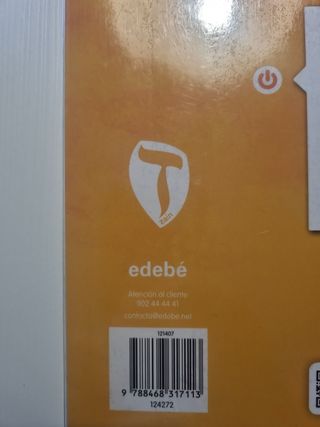 edebé
Atención al cliente
902 44 44 41
contacto@edebe.net
121407
9 788468 317113
124272